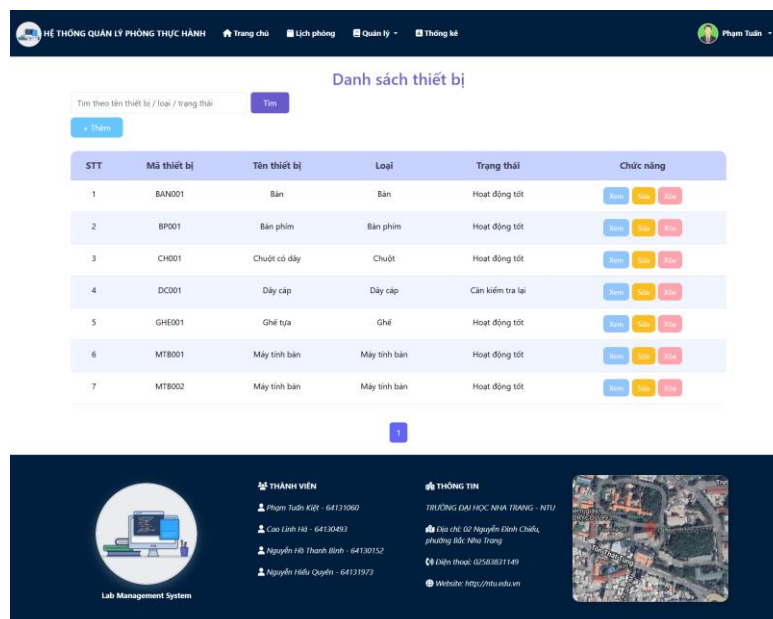 HỆ THỐNG QUẢN LÝ PHÒNG THỰC HÀNH Trang chủ Lịch phòng Quản lý Thống kê Phạm Tuấn
Danh sách thiết bị
Tìm theo tên thiết bị / loại / trạng thái Tìm
+ Thêm
STT Mã thiết bị Tên thiết bị Loại Trạng thái Chức năng
1 BAN001 Bàn Bàn Hoạt động tốt Xem Sửa Xóa
2 BP001 Bàn phím Bàn phím Hoạt động tốt Xem Sửa Xóa
3 CH001 Chuột có dây Chuột Hoạt động tốt Xem Sửa Xóa
4 DC001 Dây cáp Dây cáp Cần kiểm tra lại Xem Sửa Xóa
5 GHE001 Ghế tựa Ghế Hoạt động tốt Xem Sửa Xóa
6 MTB001 Máy tính bàn Máy tính bàn Hoạt động tốt Xem Sửa Xóa
7 MTB002 Máy tính bàn Máy tính bàn Hoạt động tốt Xem Sửa Xóa
1
Lab Management System
THÀNH VIÊN
Phạm Tuấn Kiệt - 64131060
Cao Linh Hà - 64130493
Nguyễn Hồ Thanh Bình - 64130152
Nguyễn Hiếu Quyên - 64131973
THÔNG TIN
TRƯỜNG ĐẠI HỌC NHA TRANG - NTU
Địa chỉ: 02 Nguyễn Đình Chiểu,
phường Bắc Nha Trang
Điện thoại: 02583831149
Website: http://ntu.edu.vn
Tôn Thất Tùng